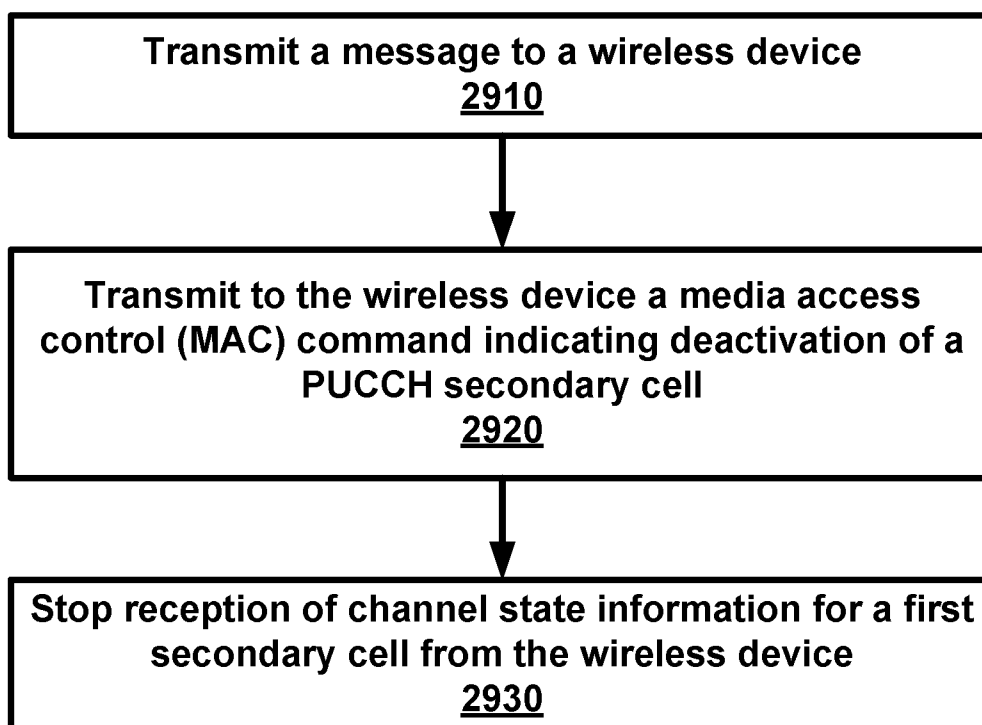 Transmit a message to a wireless device
2910
Transmit to the wireless device a media access
control (MAC) command indicating deactivation of a
PUCCH secondary cell
2920
Stop reception of channel state information for a first
secondary cell from the wireless device
2930